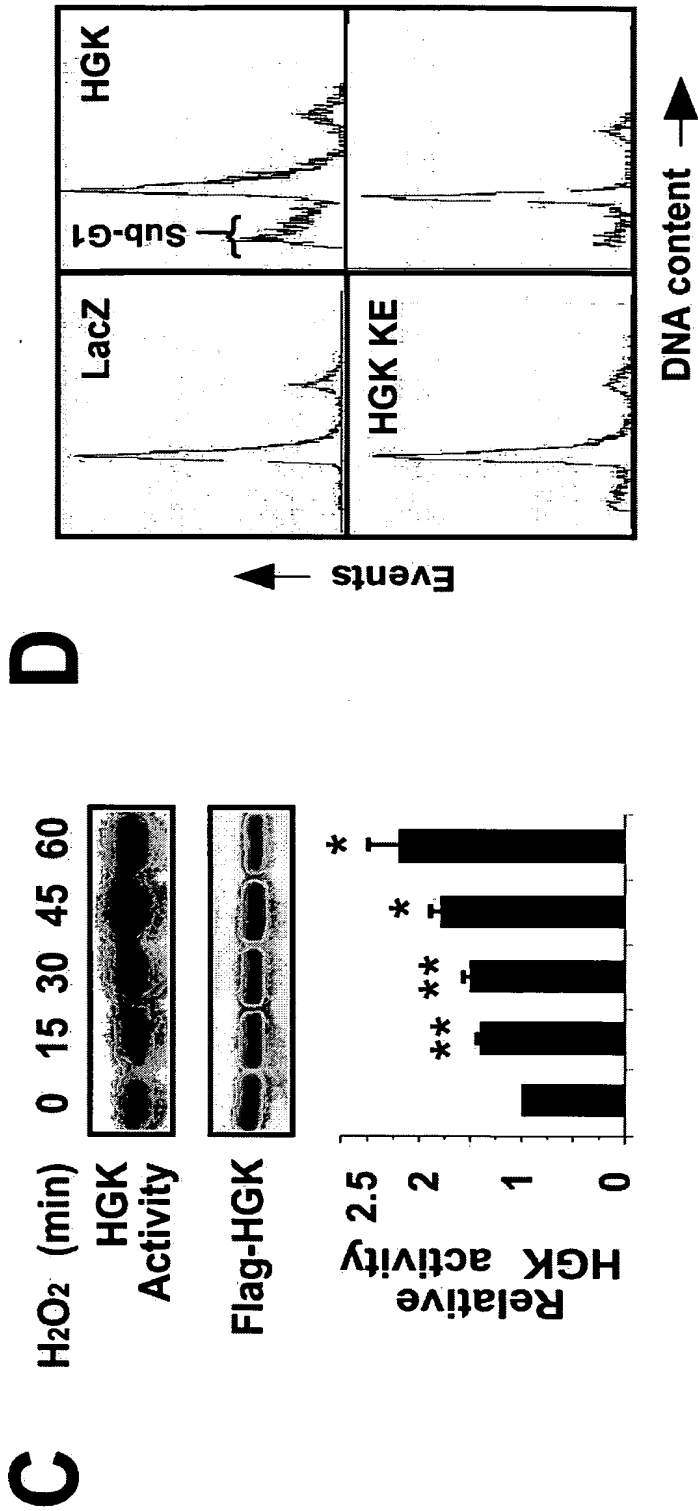 C
H2O2 (min) 0 15 30 45 60
HGK
Activity
Flag-HGK
Relative
HGK activity
2.5
2
1
0
** ** * *
D
Events
LacZ
HGK
Sub-G1
HGK KE
DNA content